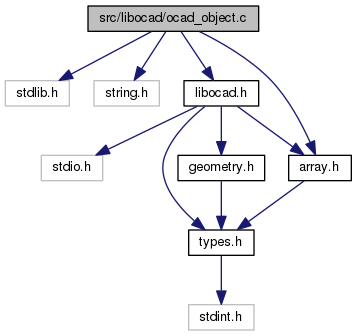 src/libocad/ocad_object.c
stdlib.h
string.h
libocad.h
stdio.h
geometry.h
array.h
types.h
stdint.h